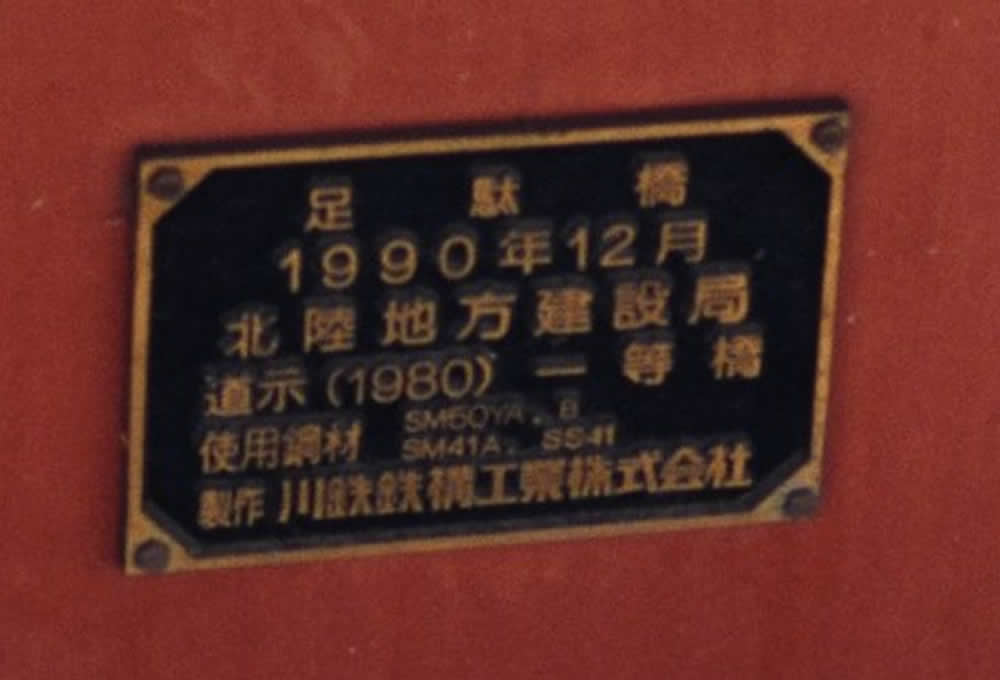 足駄橋
1990年12月
北陸地方建設局
道示(1980)一等橋
使用鋼材 SM50YA、B
SM41A、SS41
製作 川鉄鉄構工業株式会社